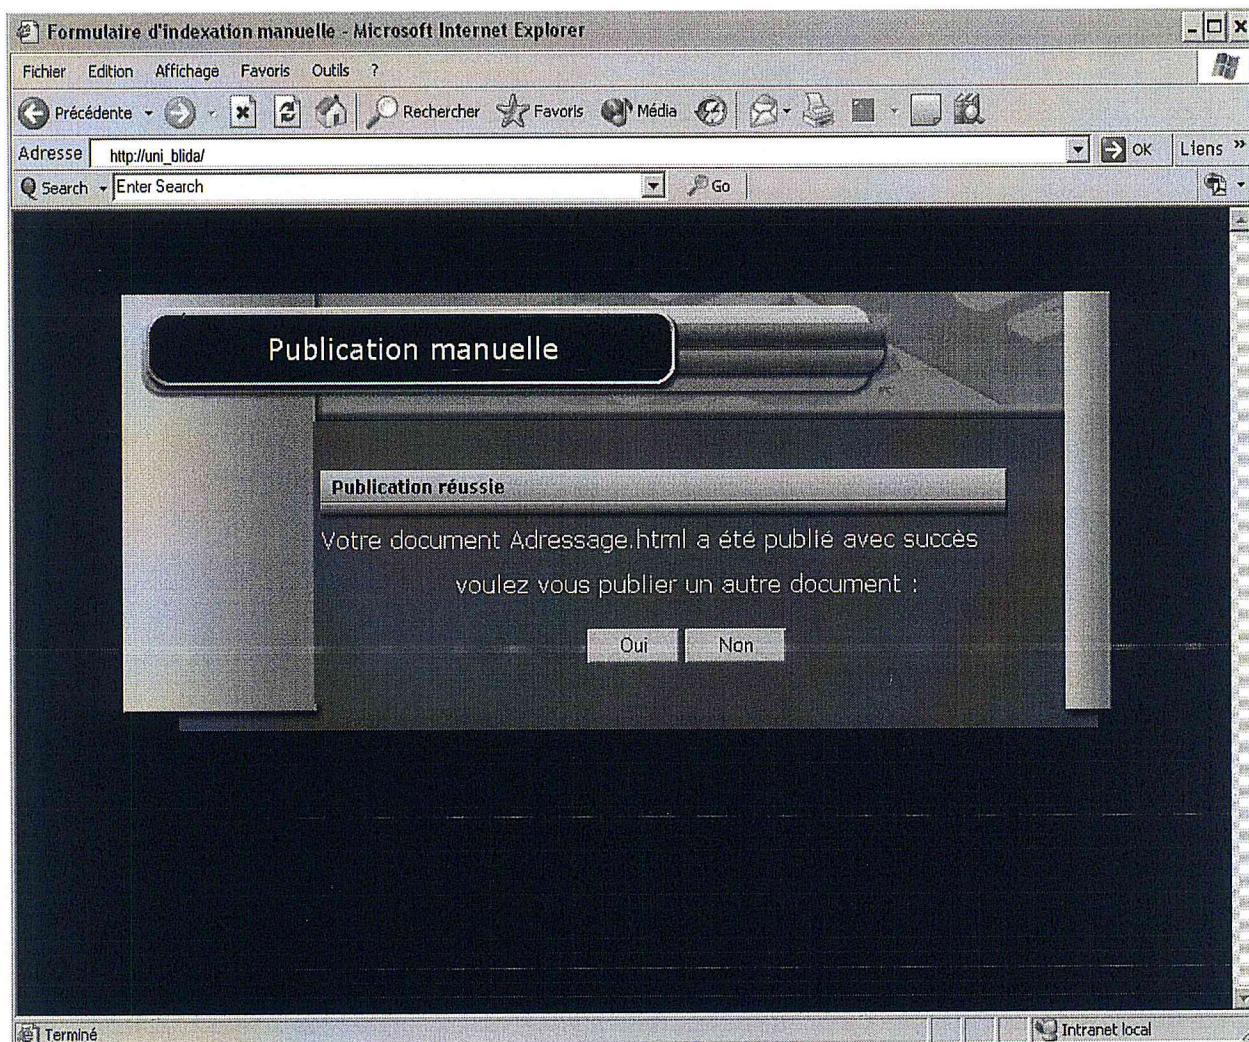 Formulaire d'indexation manuelle - Microsoft Internet Explorer
Fichier Edition Affichage Favoris Outils ?
Précédente Rechercher Favoris Média
Adresse http://uni_blida/ OK Liens »
Search Enter Search Go
Publication manuelle
Publication réussie
Votre document Adressage.html a été publié avec succès
voulez vous publier un autre document :
Oui Non
Terminé Intranet local